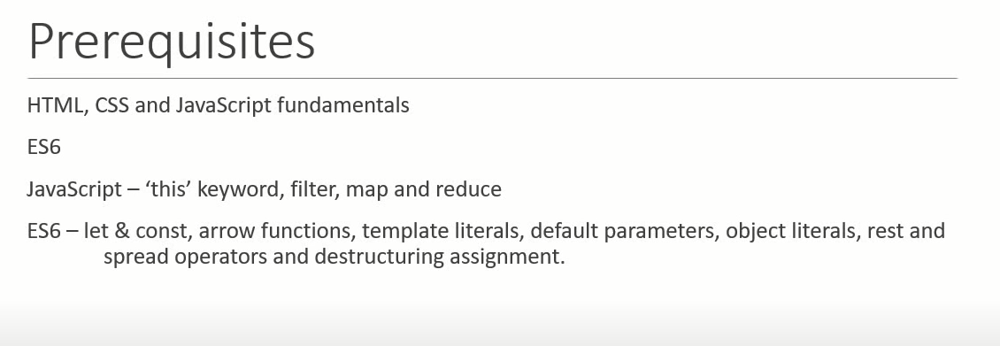 Prerequisites
HTML, CSS and JavaScript fundamentals
ES6
JavaScript – ‘this’ keyword, filter, map and reduce
ES6 – let & const, arrow functions, template literals, default parameters, object literals, rest and
spread operators and destructuring assignment.